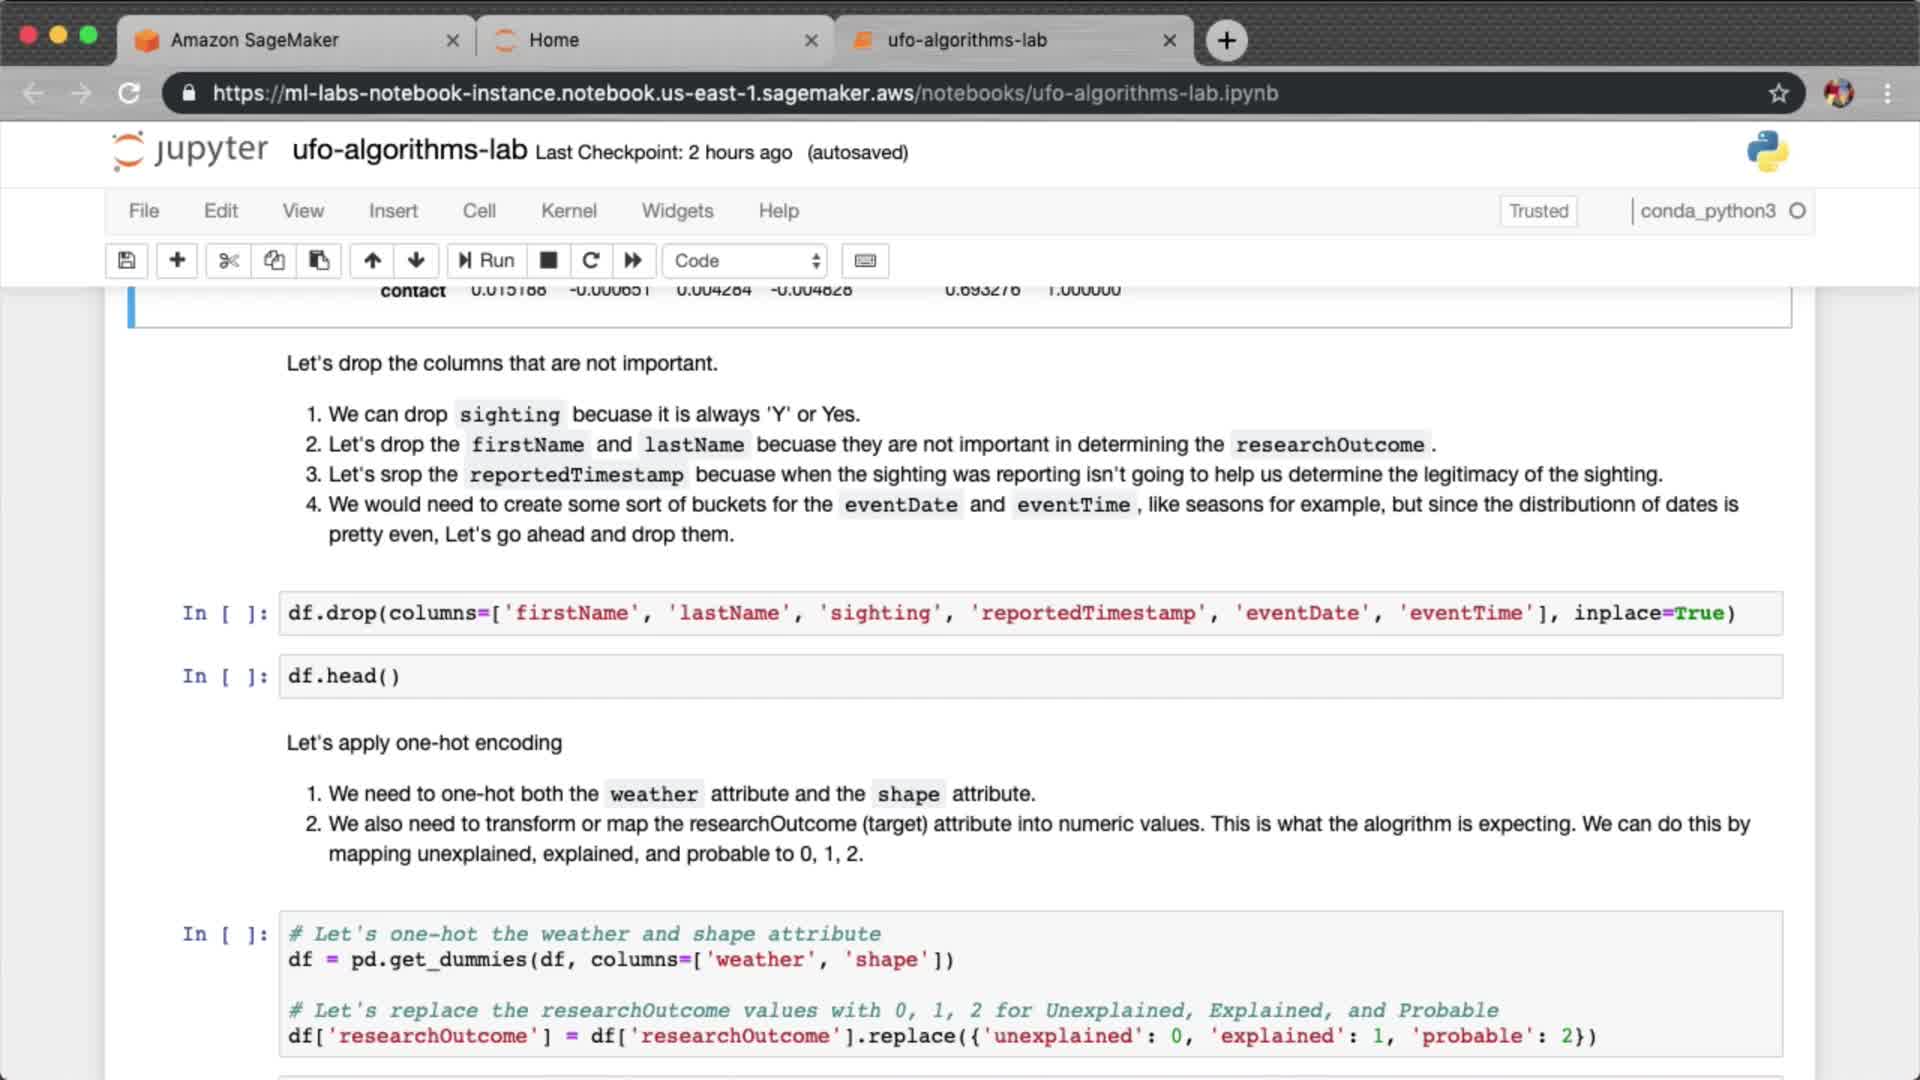 Amazon SageMaker
Home
ufo-algorithms-lab
https://ml-labs-notebook-instance.notebook.us-east-1.sagemaker.aws/notebooks/ufo-algorithms-lab.ipynb
jupyter ufo-algorithms-lab Last Checkpoint: 2 hours ago (autosaved)
File Edit View Insert Cell Kernel Widgets Help Trusted conda_python3
Run Code
contact 0.015188 -0.000651 0.004284 -0.004828 0.693276 1.000000
Let's drop the columns that are not important.
1. We can drop sighting becuase it is always 'Y' or Yes.
2. Let's drop the firstName and lastName becuase they are not important in determining the researchOutcome.
3. Let's srop the reportedTimestamp becuase when the sighting was reporting isn't going to help us determine the legitimacy of the sighting.
4. We would need to create some sort of buckets for the eventDate and eventTime, like seasons for example, but since the distributionn of dates is
pretty even, Let's go ahead and drop them.
In [ ]: df.drop(columns=['firstName', 'lastName', 'sighting', 'reportedTimestamp', 'eventDate', 'eventTime'], inplace=True)
In [ ]: df.head()
Let's apply one-hot encoding
1. We need to one-hot both the weather attribute and the shape attribute.
2. We also need to transform or map the researchOutcome (target) attribute into numeric values. This is what the alogrithm is expecting. We can do this by
mapping unexplained, explained, and probable to 0, 1, 2.
In [ ]: # Let's one-hot the weather and shape attribute
df = pd.get_dummies(df, columns=['weather', 'shape'])
# Let's replace the researchOutcome values with 0, 1, 2 for Unexplained, Explained, and Probable
df['researchOutcome'] = df['researchOutcome'].replace({'unexplained': 0, 'explained': 1, 'probable': 2})